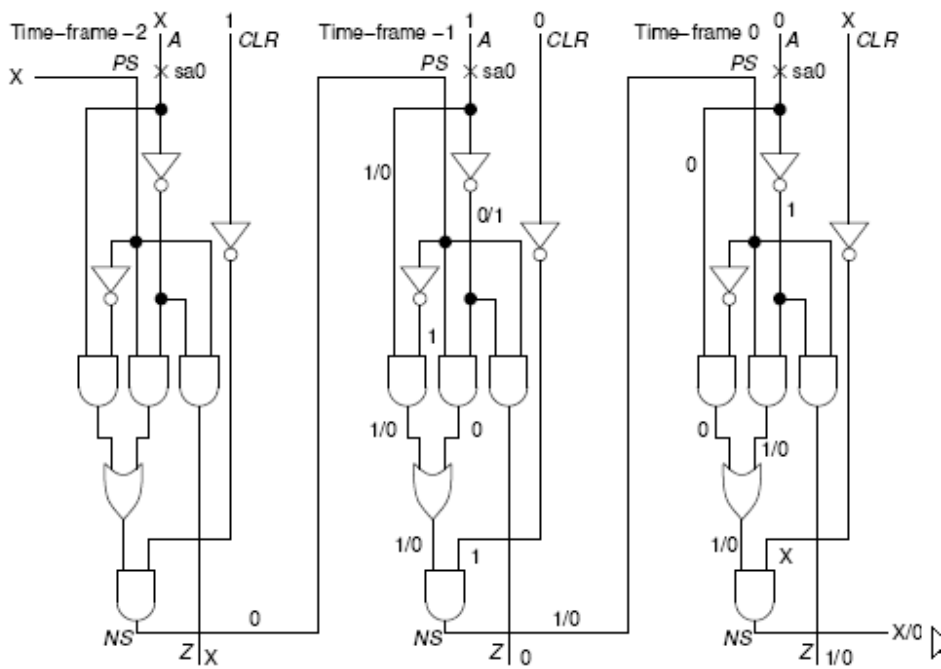 Time-frame -2 X A 1 CLR
Time-frame -1 1 A 0 CLR
Time-frame 0 0 A X CLR
PS sa0
PS sa0
PS sa0
X
1/0
0
0/1
1
1
1/0
0
0
1/0
1/0
1
1/0
X
0
1/0
X/0
NS
NS
NS
Z X
Z 0
Z 1/0